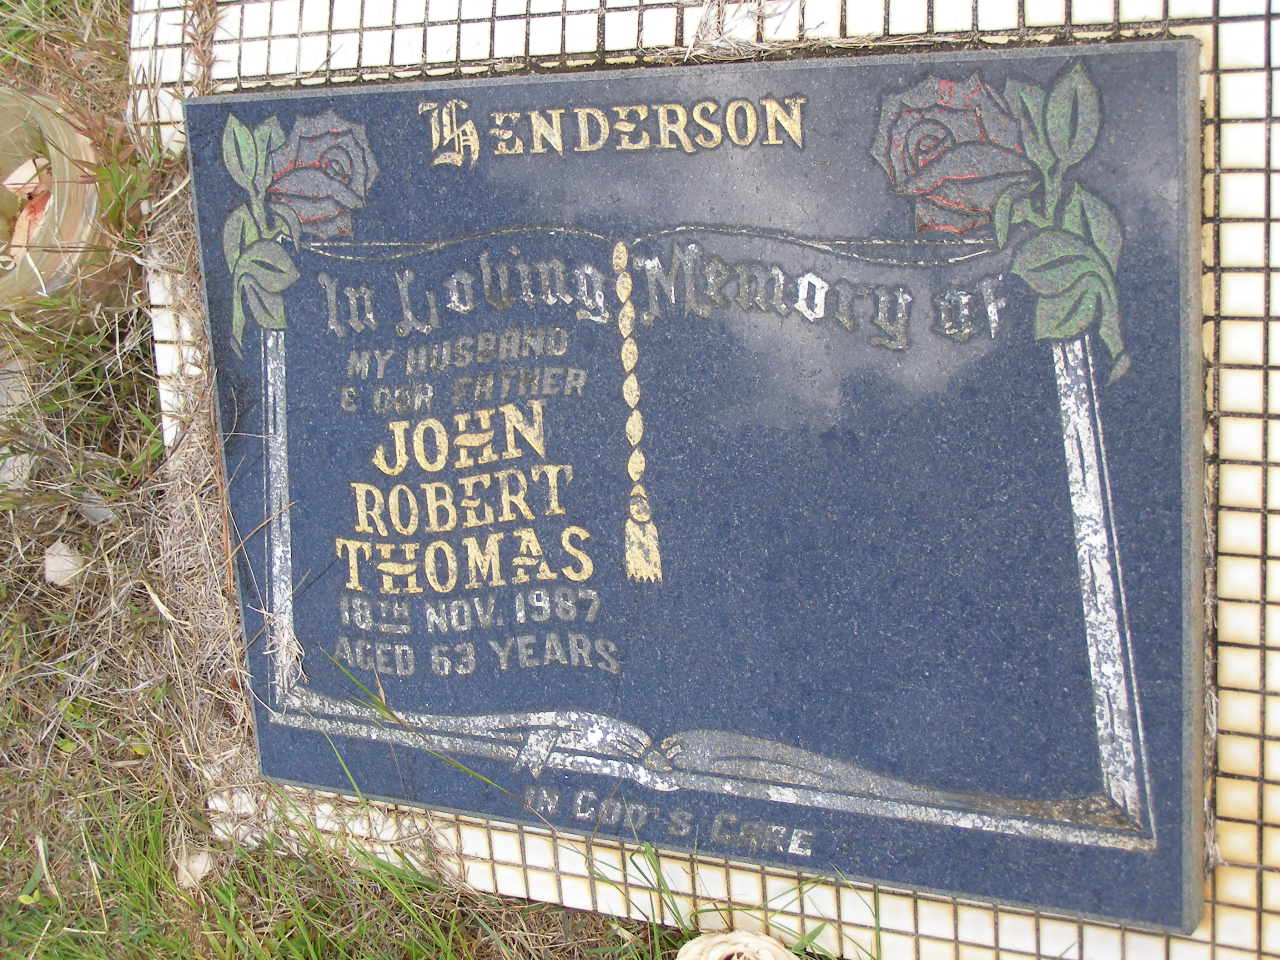 HENDERSON
In Loving Memory of
MY HUSBAND
& OUR FATHER
JOHN
ROBERT
THOMAS
18TH NOV. 1987
AGED 63 YEARS
IN GOD'S CARE